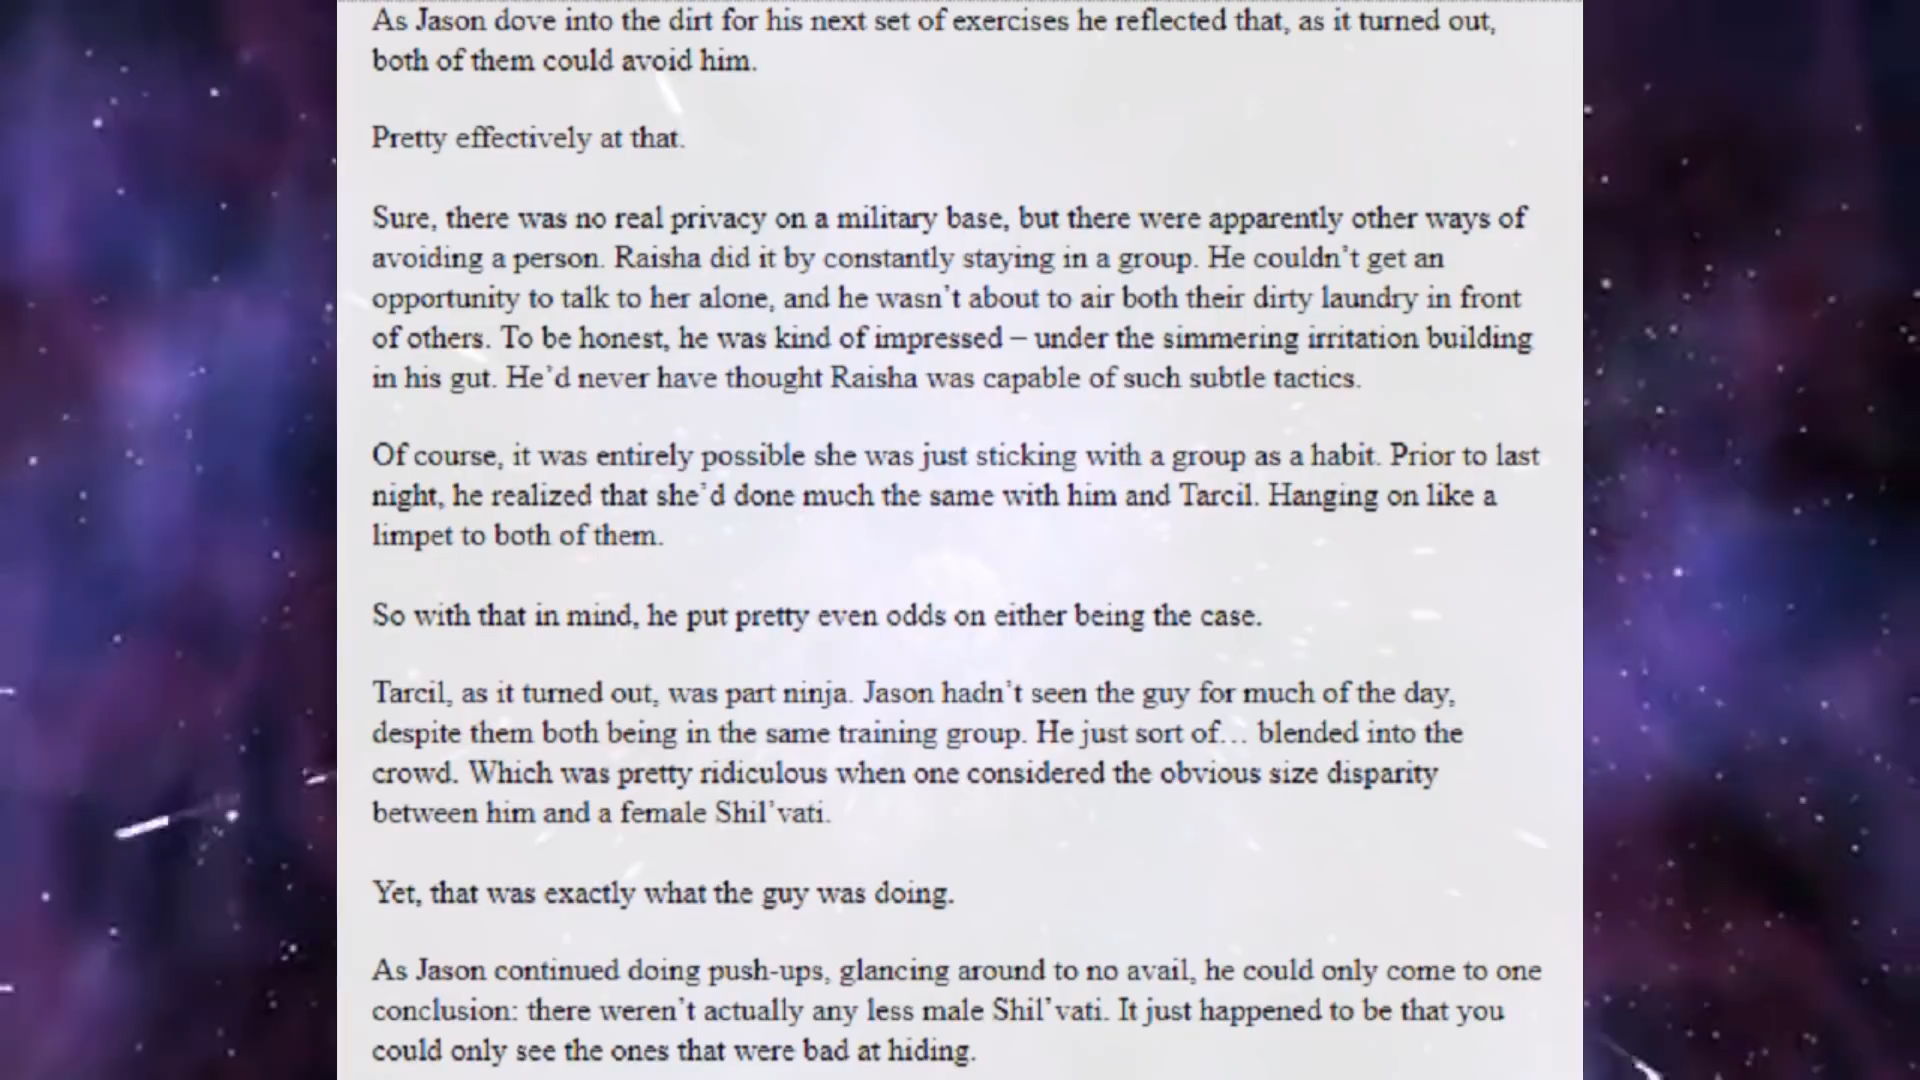 As Jason dove into the dirt for his next set of exercises he reflected that, as it turned out,
both of them could avoid him.
Pretty effectively at that.
Sure, there was no real privacy on a military base, but there were apparently other ways of
avoiding a person. Raisha did it by constantly staying in a group. He couldn't get an
opportunity to talk to her alone, and he wasn't about to air both their dirty laundry in front
of others. To be honest, he was kind of impressed – under the simmering irritation building
in his gut. He'd never have thought Raisha was capable of such subtle tactics.
Of course, it was entirely possible she was just sticking with a group as a habit. Prior to last
night, he realized that she'd done much the same with him and Tarcil. Hanging on like a
limpet to both of them.
So with that in mind, he put pretty even odds on either being the case.
Tarcil, as it turned out, was part ninja. Jason hadn't seen the guy for much of the day,
despite them both being in the same training group. He just sort of… blended into the
crowd. Which was pretty ridiculous when one considered the obvious size disparity
between him and a female Shil'vati.
Yet, that was exactly what the guy was doing.
As Jason continued doing push-ups, glancing around to no avail, he could only come to one
conclusion: there weren't actually any less male Shil'vati. It just happened to be that you
could only see the ones that were bad at hiding.